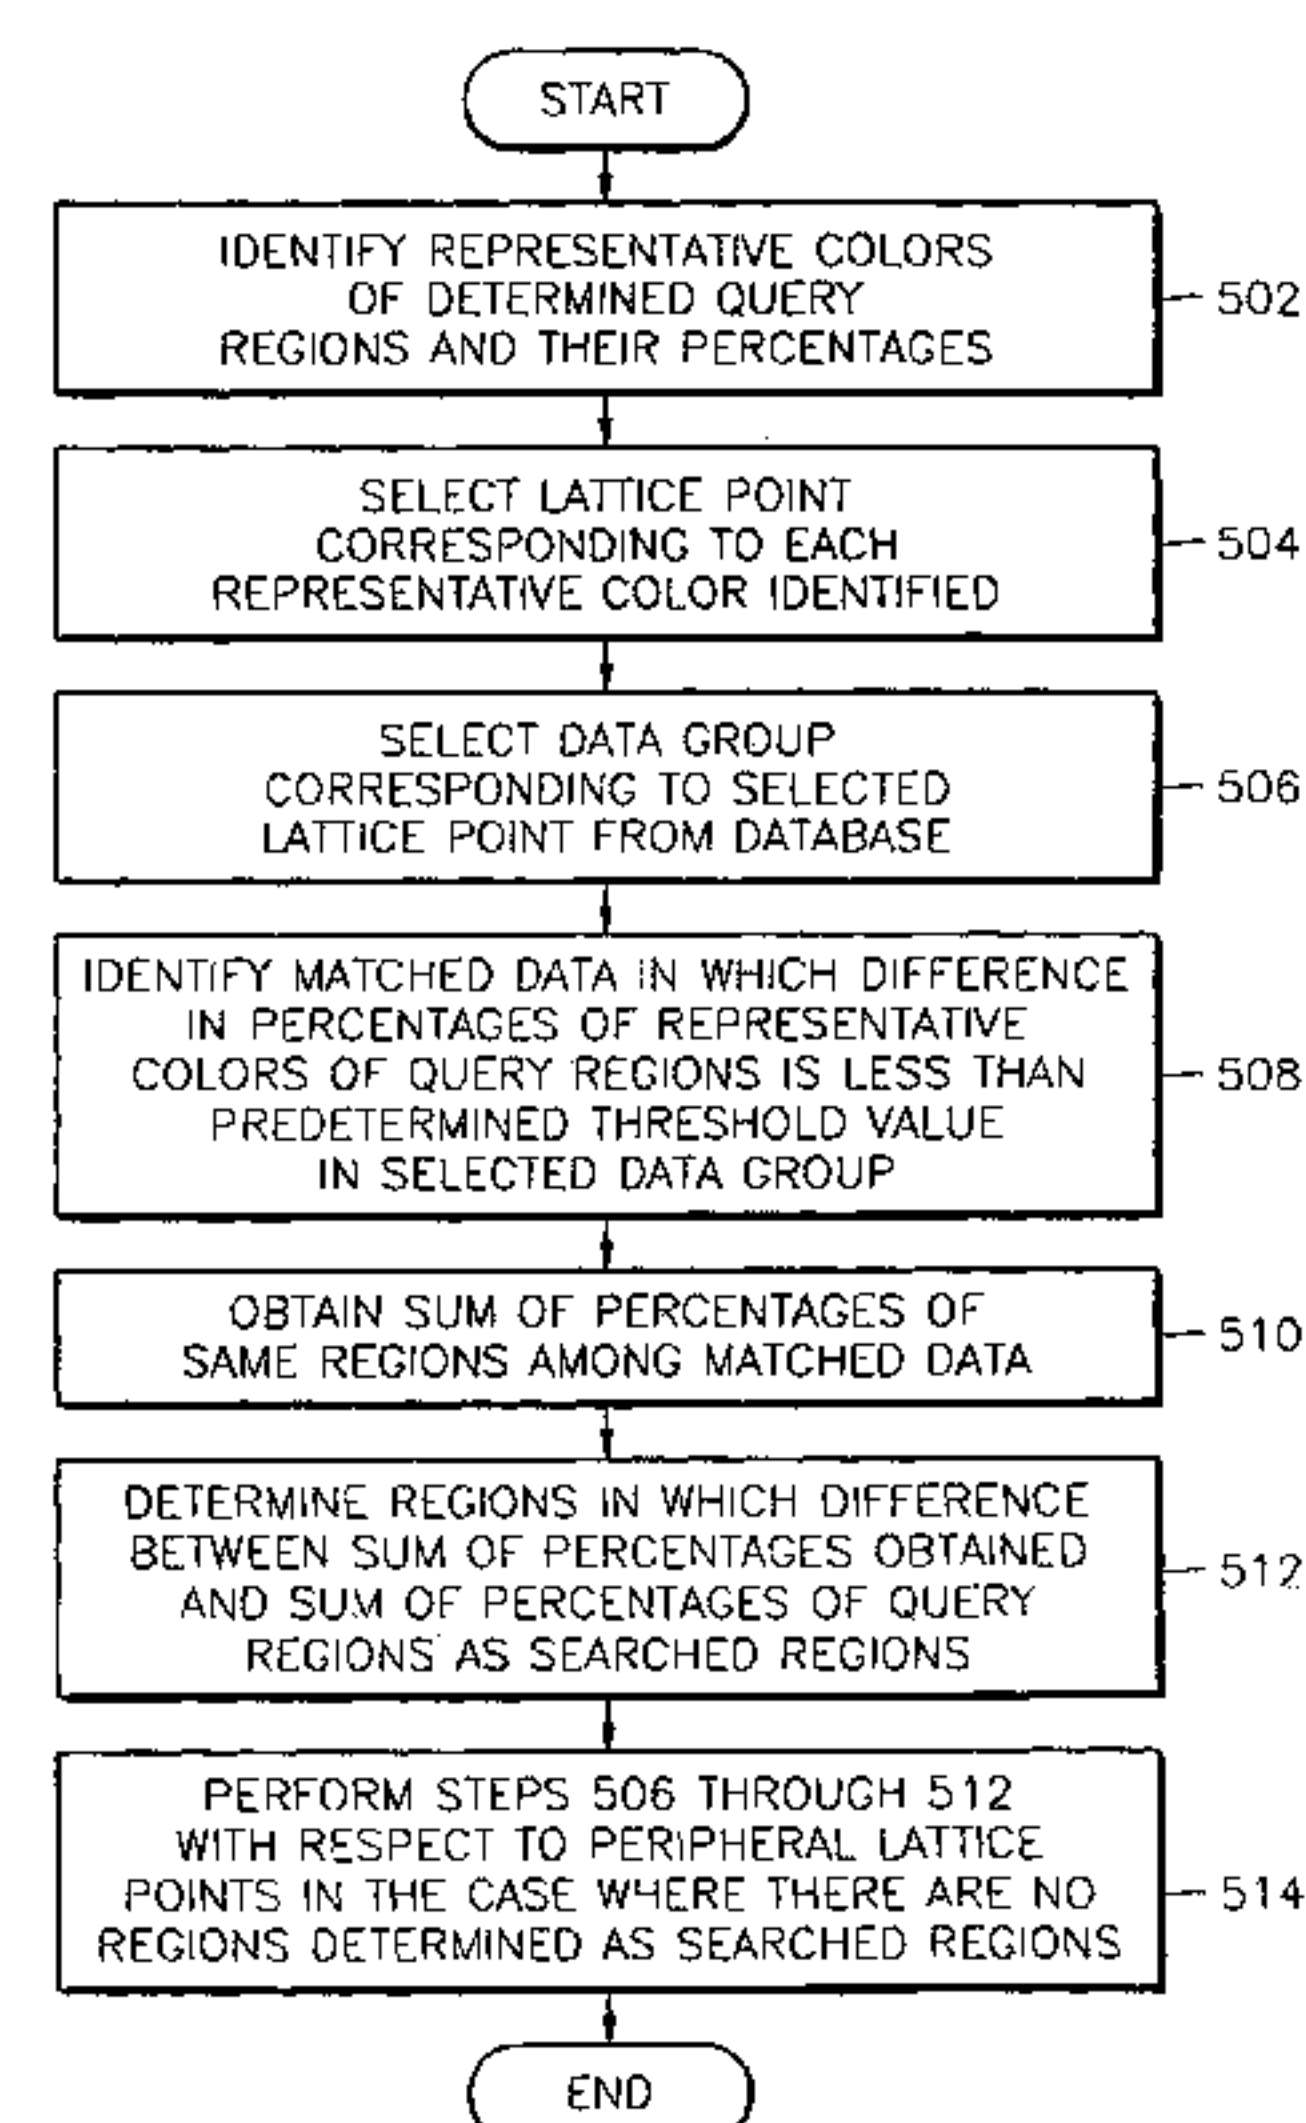 START
IDENTIFY REPRESENTATIVE COLORS
OF DETERMINED QUERY
REGIONS AND THEIR PERCENTAGES
502
SELECT LATTICE POINT
CORRESPONDING TO EACH
REPRESENTATIVE COLOR IDENTIFIED
504
SELECT DATA GROUP
CORRESPONDING TO SELECTED
LATTICE POINT FROM DATABASE
506
IDENTIFY MATCHED DATA IN WHICH DIFFERENCE
IN PERCENTAGES OF REPRESENTATIVE
COLORS OF QUERY REGIONS IS LESS THAN
PREDETERMINED THRESHOLD VALUE
IN SELECTED DATA GROUP
508
OBTAIN SUM OF PERCENTAGES OF
SAME REGIONS AMONG MATCHED DATA
510
DETERMINE REGIONS IN WHICH DIFFERENCE
BETWEEN SUM OF PERCENTAGES OBTAINED
AND SUM OF PERCENTAGES OF QUERY
REGIONS AS SEARCHED REGIONS
512
PERFORM STEPS 506 THROUGH 512
WITH RESPECT TO PERIPHERAL LATTICE
POINTS IN THE CASE WHERE THERE ARE NO
REGIONS DETERMINED AS SEARCHED REGIONS
514
END